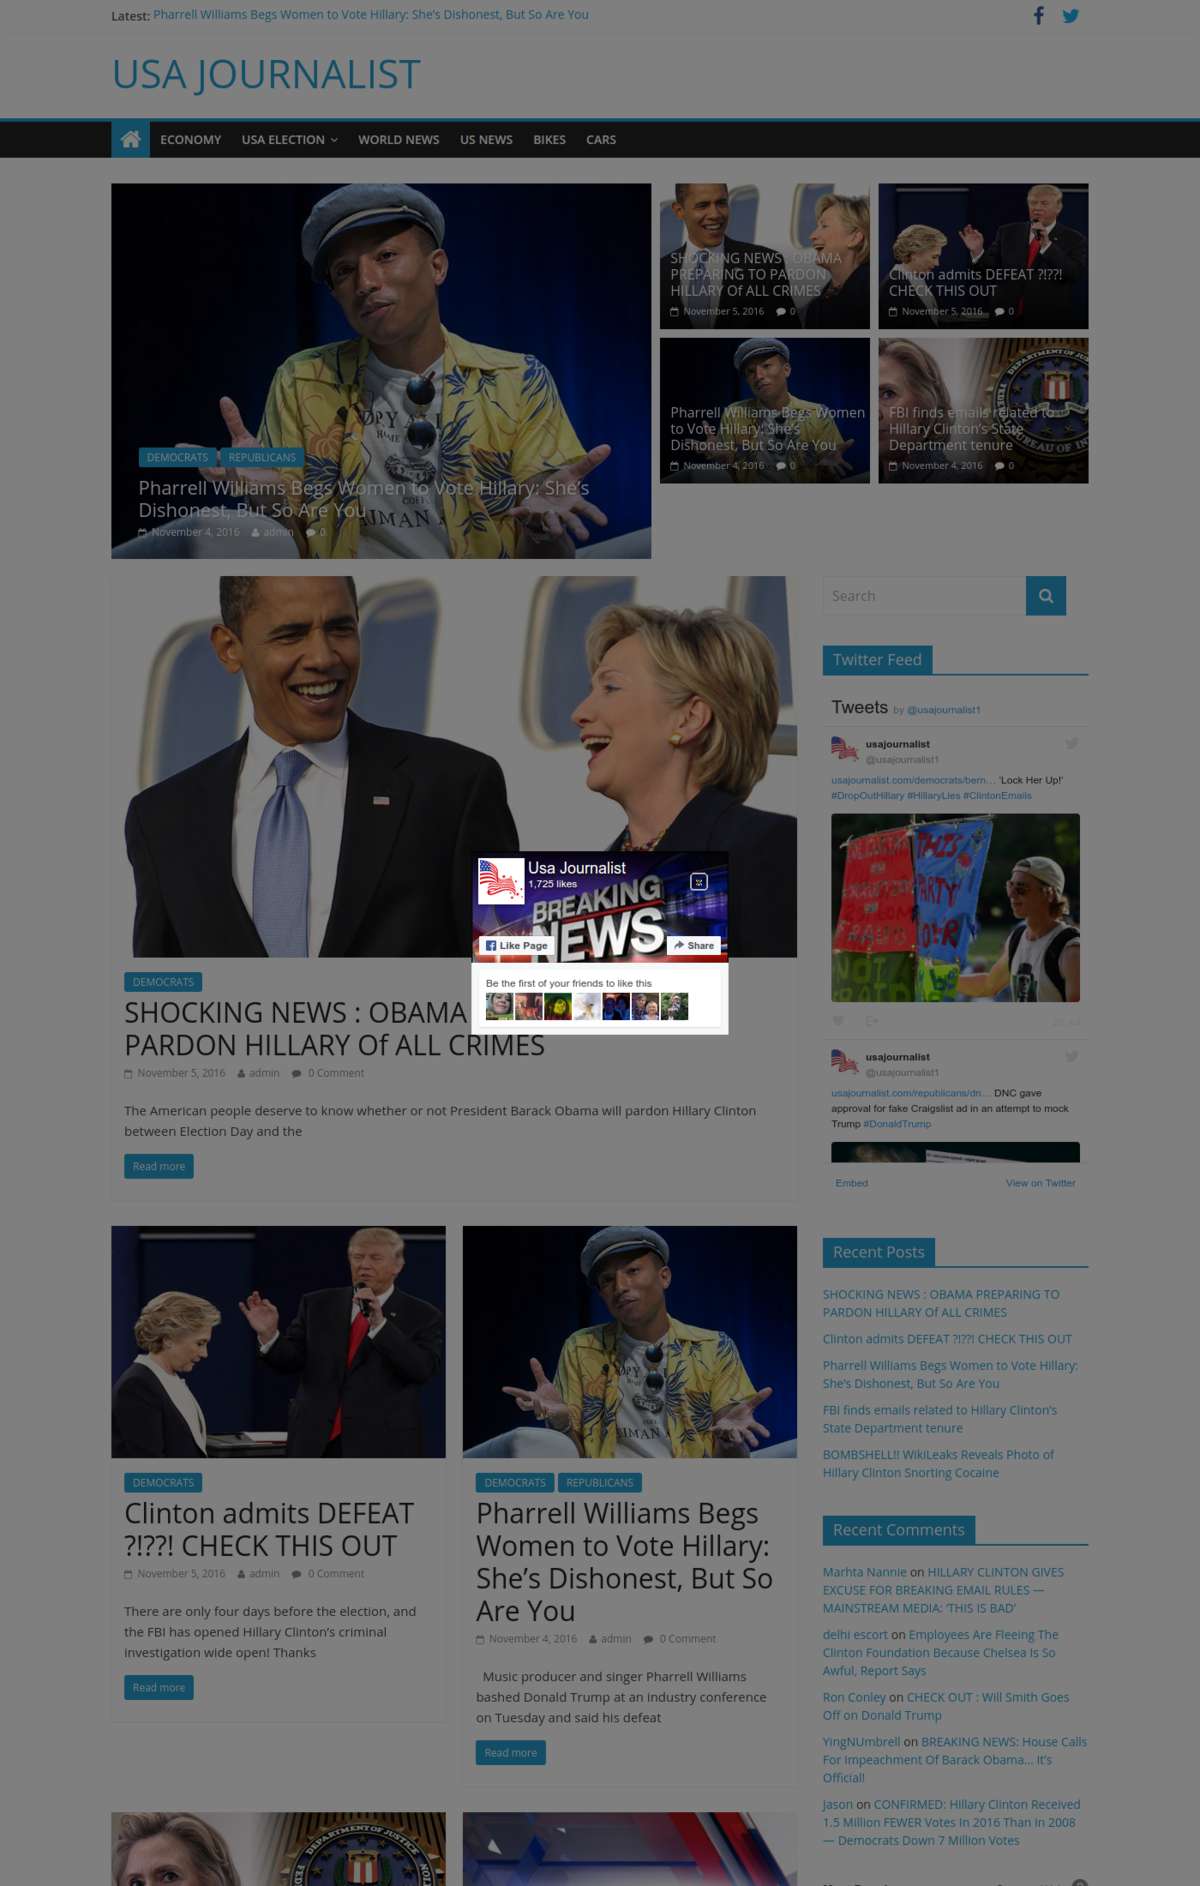 Latest: Pharrell Williams Begs Women to Vote Hillary: She's Dishonest, But So Are You
USA JOURNALIST
ECONOMY USA ELECTION WORLD NEWS US NEWS BIKES CARS
DEMOCRATS REPUBLICANS
Pharrell Williams Begs Women to Vote Hillary: She's
Dishonest, But So Are You
November 4, 2016 admin 0
SHOCKING NEWS : OBAMA
PREPARING TO PARDON
HILLARY Of ALL CRIMES
November 5, 2016 0
Clinton admits DEFEAT ?!??!
CHECK THIS OUT
November 5, 2016 0
Pharrell Williams Begs Women
to Vote Hillary: She's
Dishonest, But So Are You
November 4, 2016 0
FBI finds emails related to
Hillary Clinton's State
Department tenure
November 4, 2016 0
Usa Journalist
1,725 likes
BREAKING
NEWS
Like Page Share
Be the first of your friends to like this
DEMOCRATS
SHOCKING NEWS : OBAMA
PARDON HILLARY Of ALL CRIMES
November 5, 2016 admin 0 Comment
The American people deserve to know whether or not President Barack Obama will pardon Hillary Clinton
between Election Day and the
Read more
DEMOCRATS
Clinton admits DEFEAT
?!??! CHECK THIS OUT
November 5, 2016 admin 0 Comment
There are only four days before the election, and
the FBI has opened Hillary Clinton's criminal
investigation wide open! Thanks
Read more
DEMOCRATS REPUBLICANS
Pharrell Williams Begs
Women to Vote Hillary:
She's Dishonest, But So
Are You
November 4, 2016 admin 0 Comment
Music producer and singer Pharrell Williams
bashed Donald Trump at an industry conference
on Tuesday and said his defeat
Read more
Search
Twitter Feed
Tweets by @usajournalist1
usajournalist
@usajournalist1
usajournalist.com/democrats/bern… 'Lock Her Up!'
#DropOutHillary #HillaryLies #ClintonEmails
usajournalist
@usajournalist1
usajournalist.com/republicans/dn… DNC gave
approval for fake Craigslist ad in an attempt to mock
Trump #DonaldTrump
Embed View on Twitter
Recent Posts
SHOCKING NEWS : OBAMA PREPARING TO
PARDON HILLARY Of ALL CRIMES
Clinton admits DEFEAT ?!??! CHECK THIS OUT
Pharrell Williams Begs Women to Vote Hillary:
She's Dishonest, But So Are You
FBI finds emails related to Hillary Clinton's
State Department tenure
BOMBSHELL!! WikiLeaks Reveals Photo of
Hillary Clinton Snorting Cocaine
Recent Comments
Marhta Nannie on HILLARY CLINTON GIVES
EXCUSE FOR BREAKING EMAIL RULES —
MAINSTREAM MEDIA: 'THIS IS BAD'
delhi escort on Employees Are Fleeing The
Clinton Foundation Because Chelsea Is So
Awful, Report Says
Ron Conley on CHECK OUT : Will Smith Goes
Off on Donald Trump
YingNUmbrell on BREAKING NEWS: House Calls
For Impeachment Of Barack Obama… It's
Official!
Jason on CONFIRMED: Hillary Clinton Received
1.5 Million FEWER Votes In 2016 Than In 2008
— Democrats Down 7 Million Votes